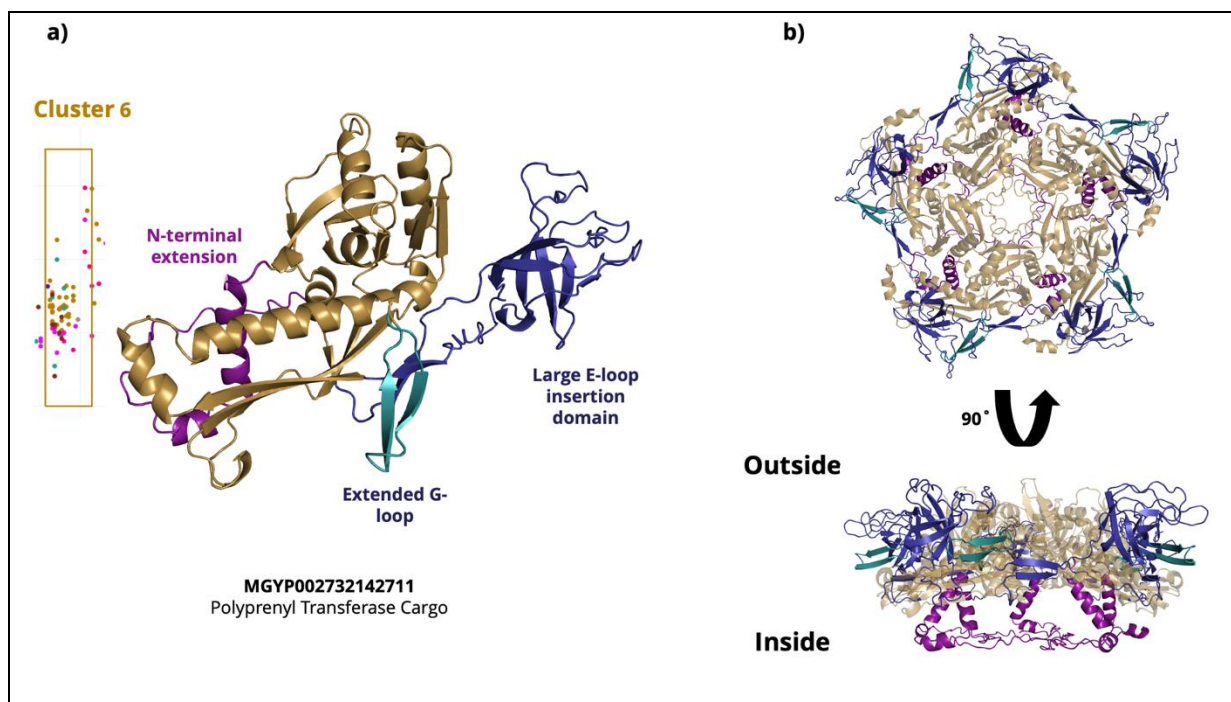 a)
Cluster 6
N-terminal
extension
Large E-loop
insertion
domain
Extended G-
loop
MGYP002732142711
Polyprenyl Transferase Cargo
b)
90°
Outside
Inside